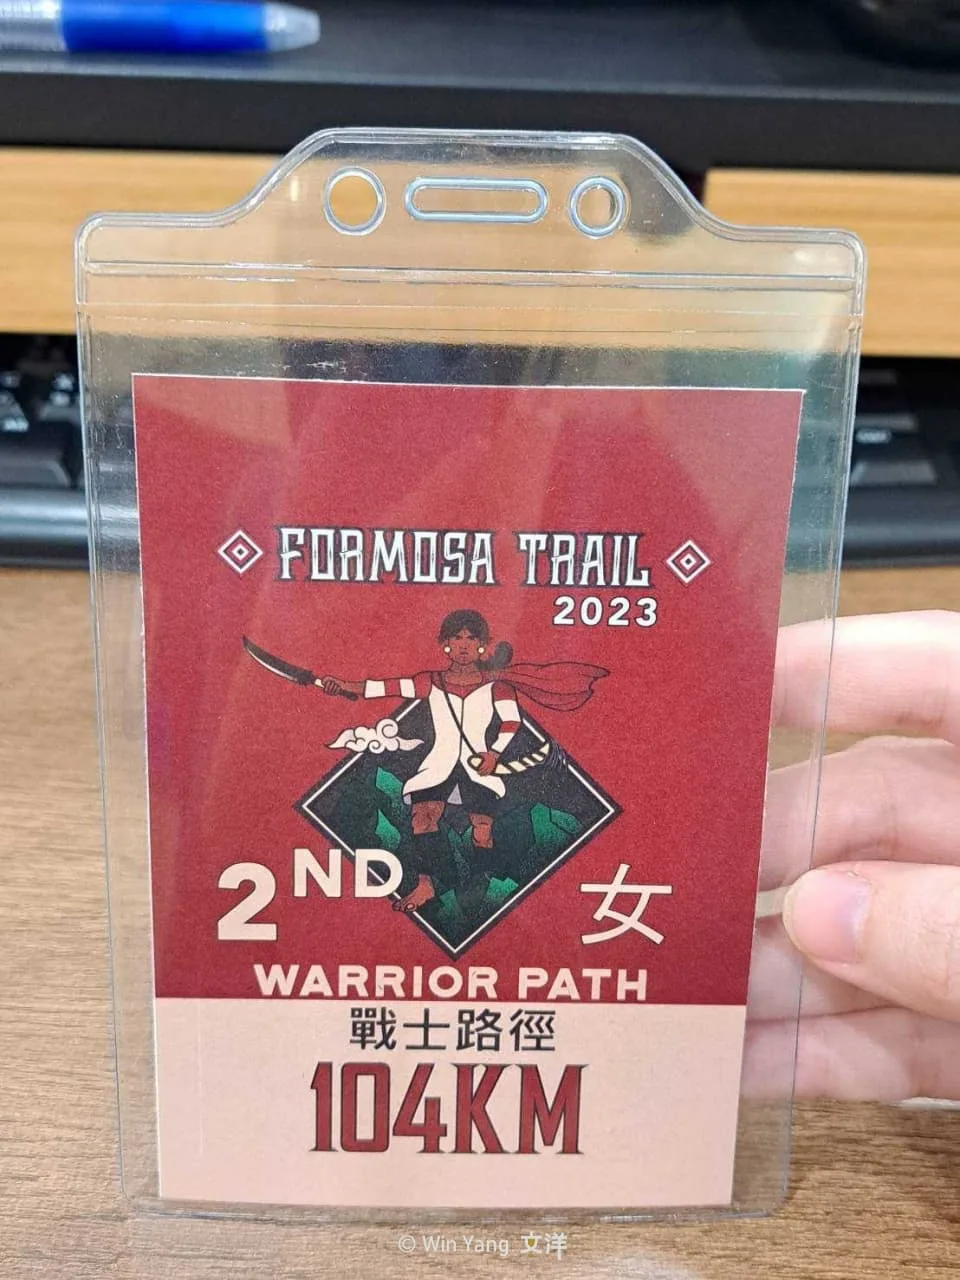 FORMOSA TRAIL
2023
2ND 女
WARRIOR PATH
戰士路徑
104KM
© Win Yang 文洋